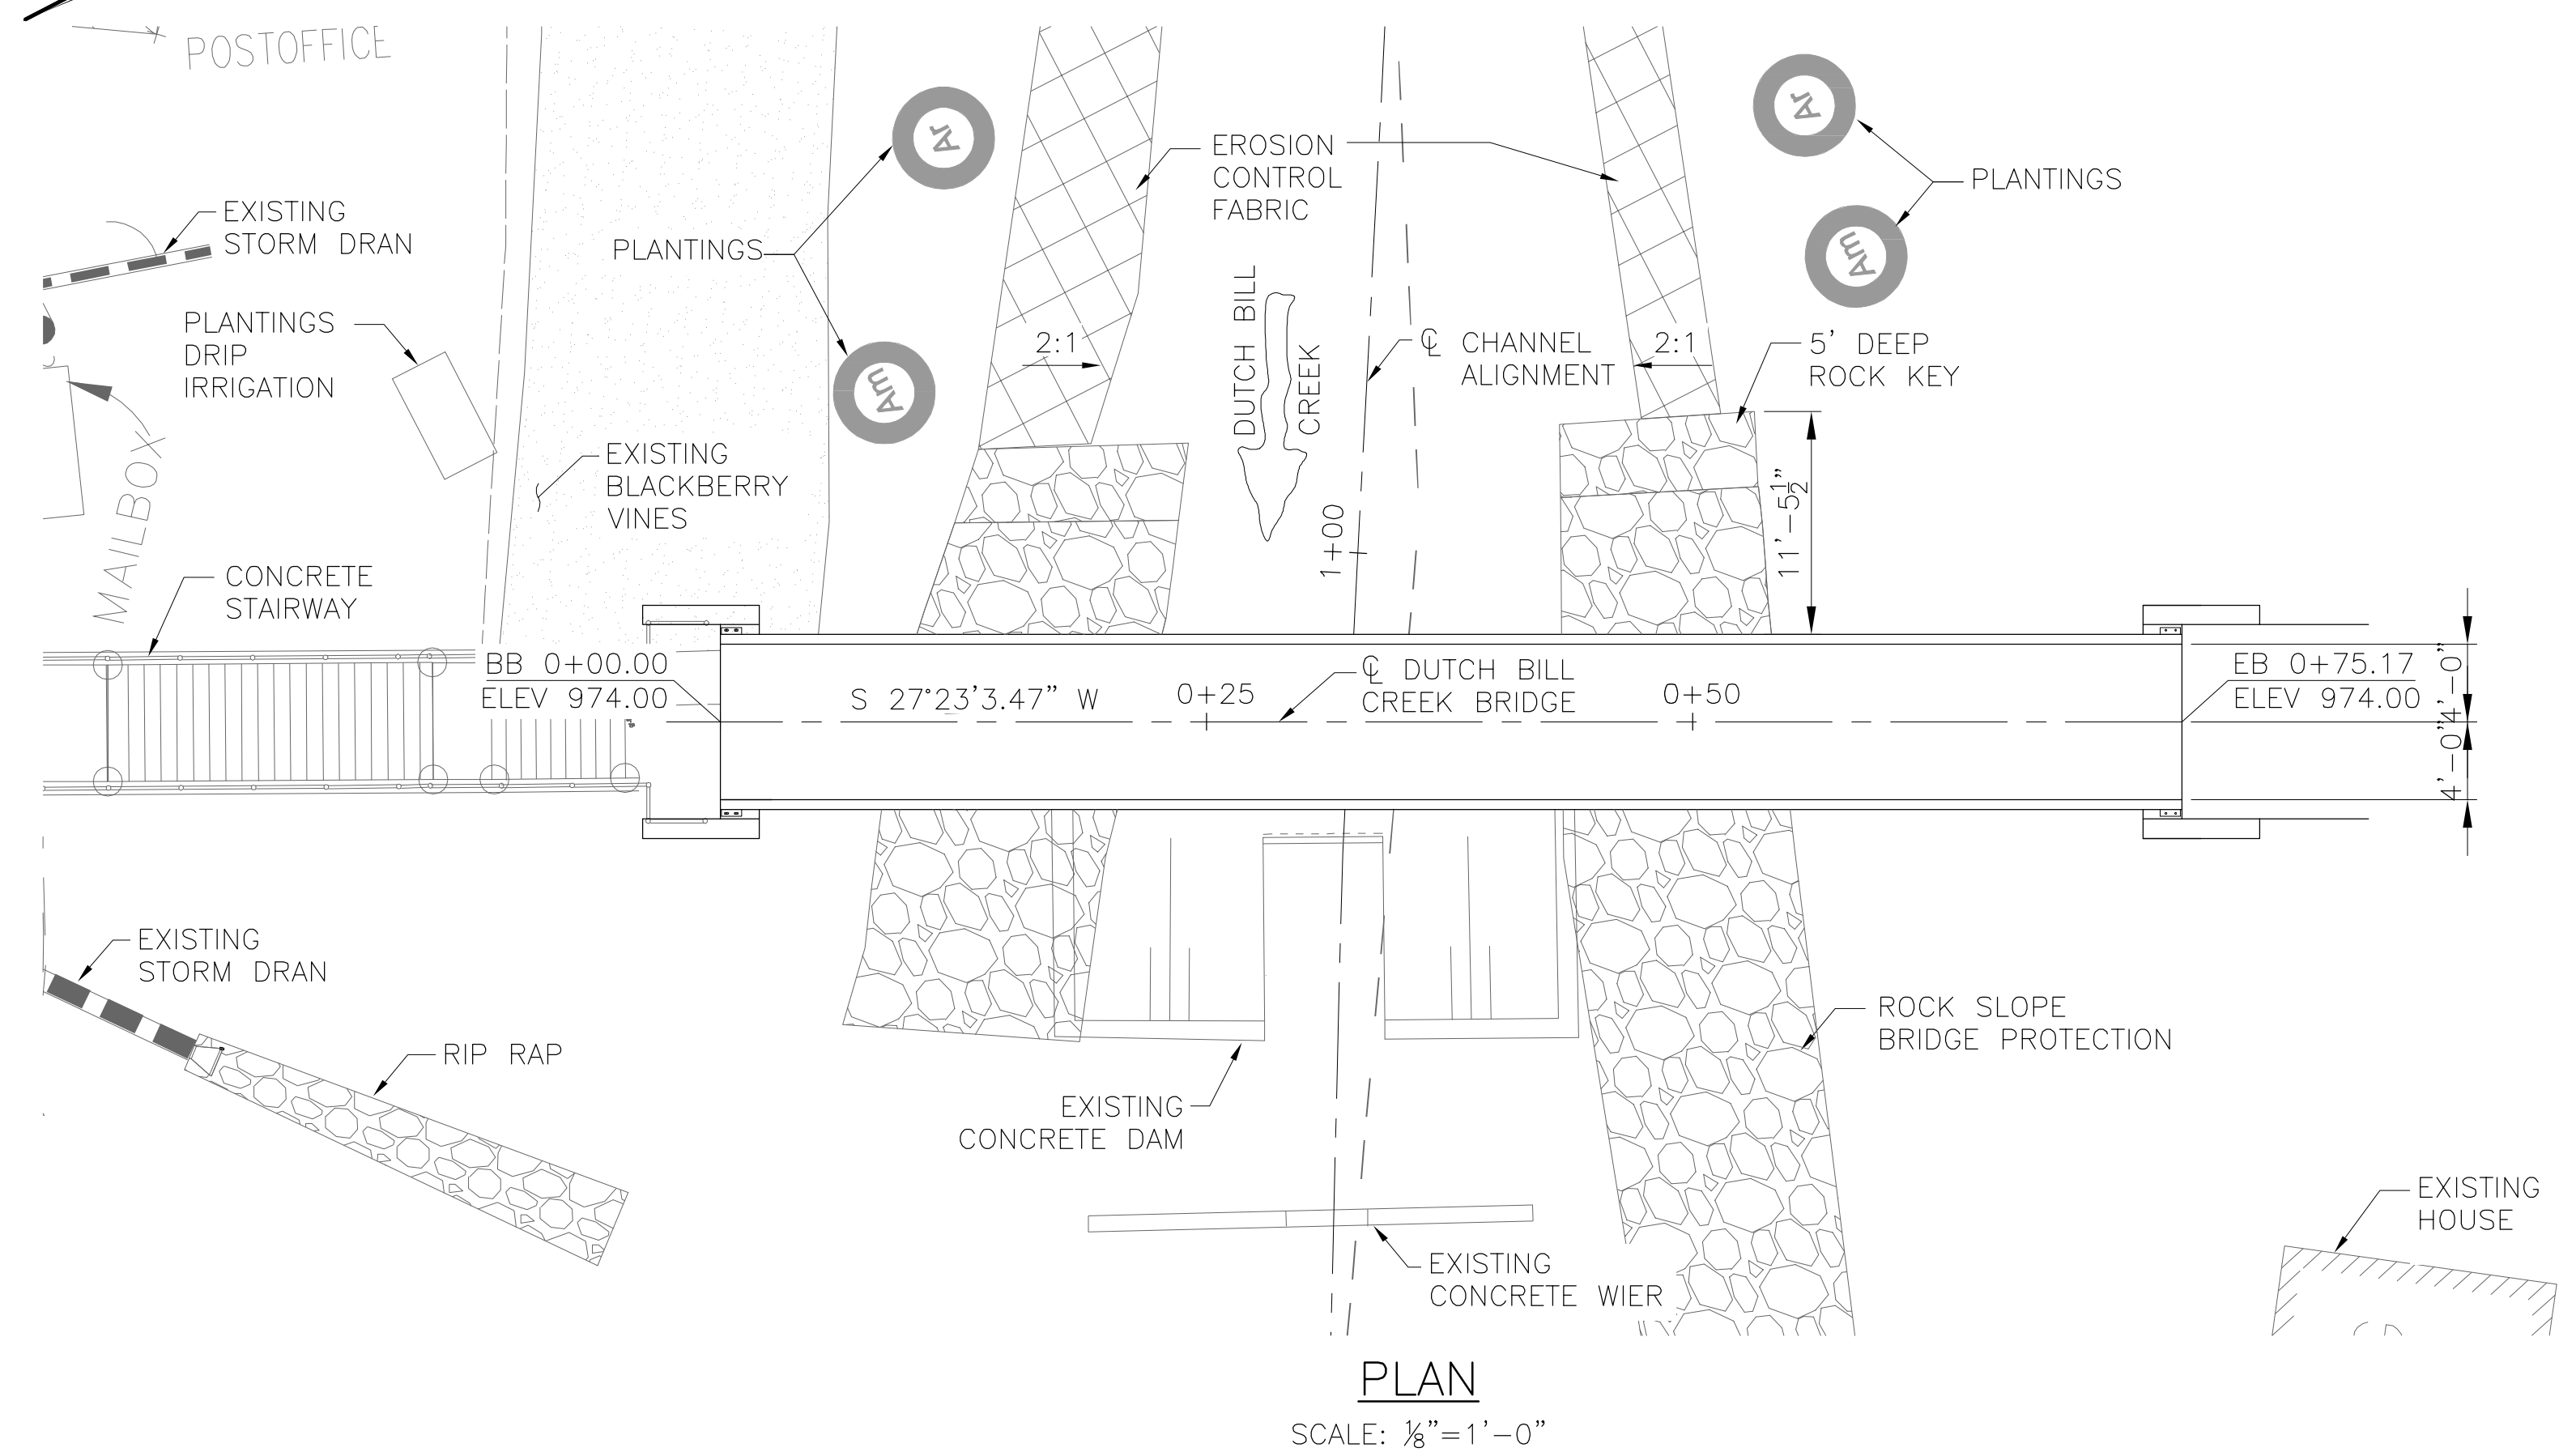 POSTOFFICE
Ar
Ar
EROSION
CONTROL
FABRIC
PLANTINGS
EXISTING
STORM DRAN
PLANTINGS
Am
PLANTINGS
DRIP
IRRIGATION
DUTCH BILL
CREEK
2:1
℄ CHANNEL
ALIGNMENT
2:1
5' DEEP
ROCK KEY
Am
MAILBOX
EXISTING
BLACKBERRY
VINES
1+00
11'-5½"
CONCRETE
STAIRWAY
BB 0+00.00
ELEV 974.00
S 27°23'3.47" W
0+25
℄ DUTCH BILL
CREEK BRIDGE
0+50
EB 0+75.17
ELEV 974.00
4'-0"
4'-0"
EXISTING
STORM DRAN
RIP RAP
ROCK SLOPE
BRIDGE PROTECTION
EXISTING
CONCRETE DAM
EXISTING
CONCRETE WIER
EXISTING
HOUSE
PLAN
SCALE: ⅛"=1'-0"